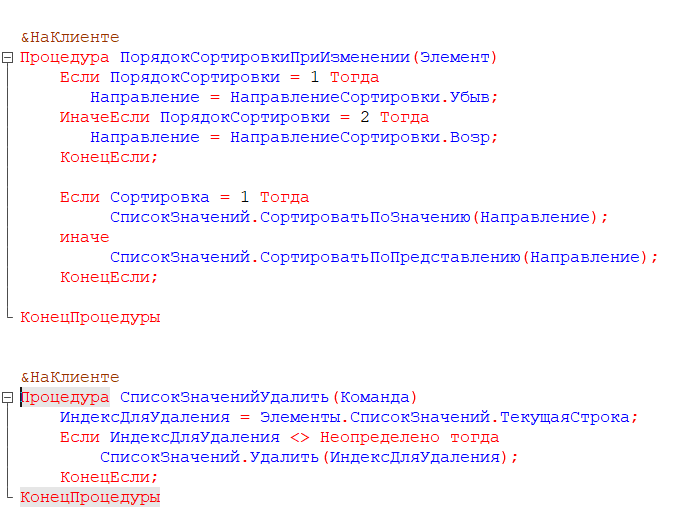 &НаКлиенте
Процедура ПорядокСортировкиПриИзменении(Элемент)
Если ПорядокСортировки = 1 Тогда
Направление = НаправлениеСортировки.Убыв;
ИначеЕсли ПорядокСортировки = 2 Тогда
Направление = НаправлениеСортировки.Возр;
КонецЕсли;
Если Сортировка = 1 Тогда
СписокЗначений.СортироватьПоЗначению(Направление);
иначе
СписокЗначений.СортироватьПоПредставлению(Направление);
КонецЕсли;
КонецПроцедуры
&НаКлиенте
Процедура СписокЗначенийУдалить(Команда)
ИндексДляУдаления = Элементы.СписокЗначений.ТекущаяСтрока;
Если ИндексДляУдаления <> Неопределено тогда
СписокЗначений.Удалить(ИндексДляУдаления);
КонецЕсли;
КонецПроцедуры